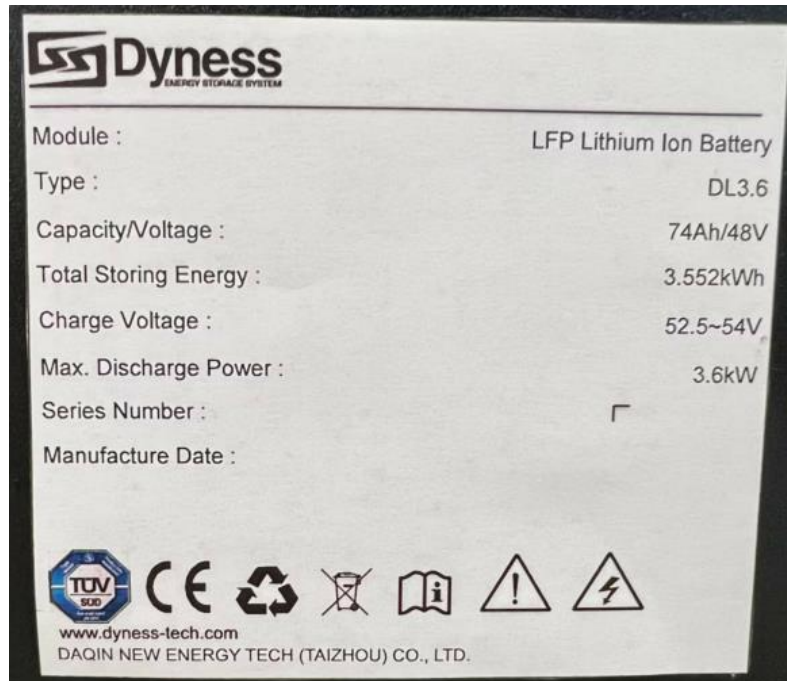 Dyness
ENERGY STORAGE SYSTEM
Module : LFP Lithium Ion Battery
Type : DL3.6
Capacity/Voltage : 74Ah/48V
Total Storing Energy : 3.552kWh
Charge Voltage : 52.5~54V
Max. Discharge Power : 3.6kW
Series Number :
Manufacture Date :
TÜV
SÜD
CE
www.dyness-tech.com
DAQIN NEW ENERGY TECH (TAIZHOU) CO., LTD.